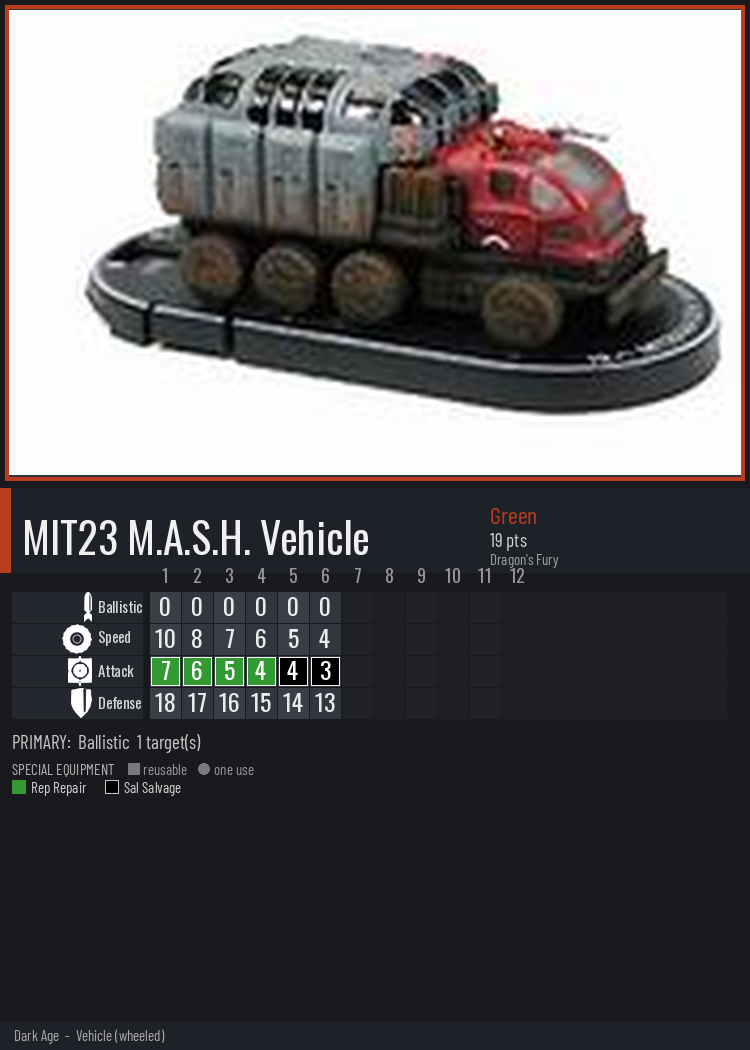 MIT23 M.A.S.H. Vehicle
Green
19 pts
Dragon's Fury
1 2 3 4 5 6 7 8 9 10 11 12
Ballistic 0 0 0 0 0 0
Speed 10 8 7 6 5 4
Attack 7 6 5 4 4 3
Defense 18 17 16 15 14 13
PRIMARY: Ballistic 1 target(s)
SPECIAL EQUIPMENT reusable one use
Rep Repair Sal Salvage
Dark Age - Vehicle (wheeled)